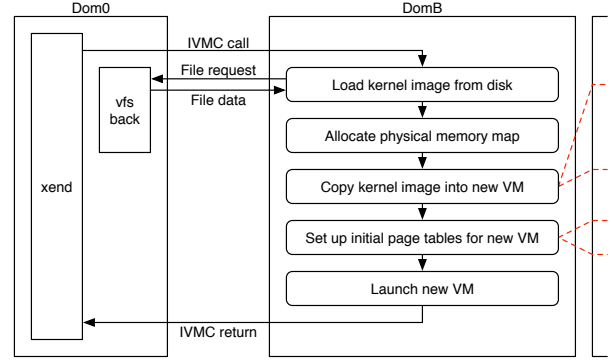 Dom0
DomB
IVMC call
File request
Load kernel image from disk
vfs
back
File data
Allocate physical memory map
xend
Copy kernel image into new VM
Set up initial page tables for new VM
Launch new VM
IVMC return